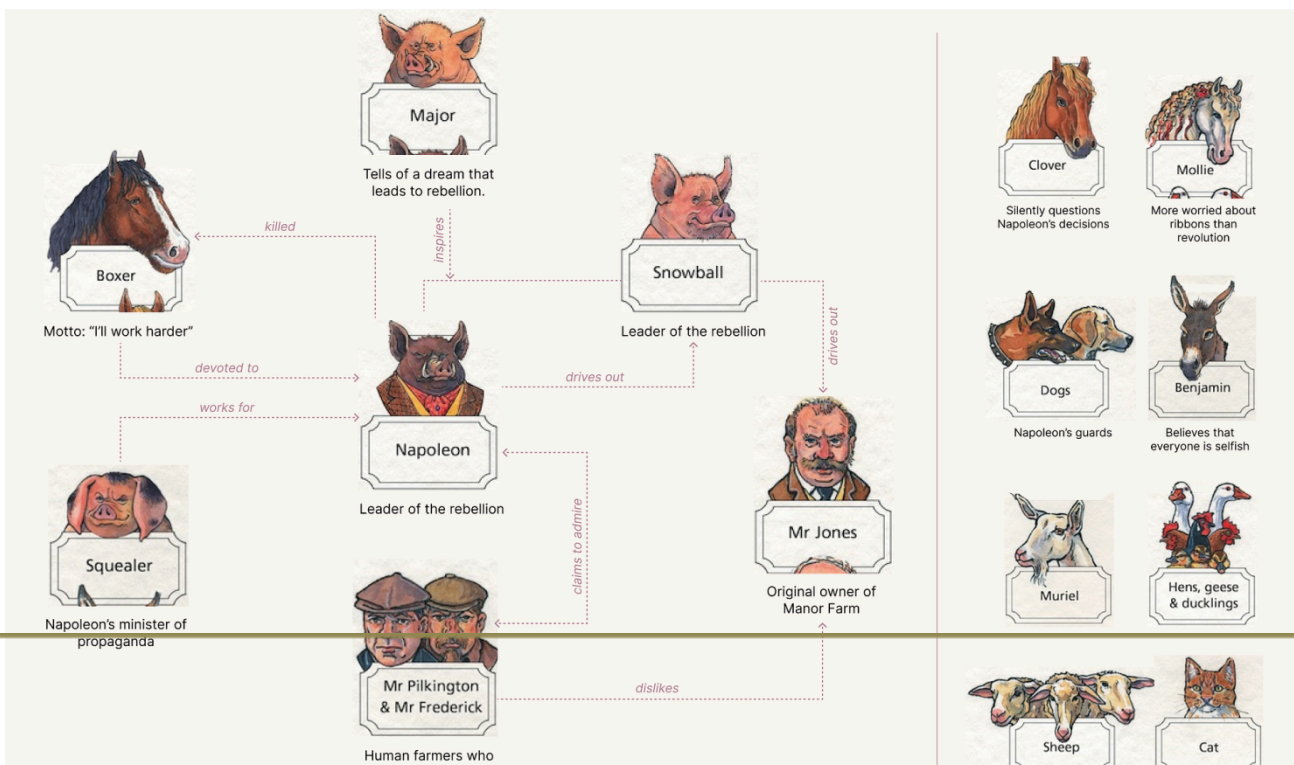 Major
Tells of a dream that
leads to rebellion.
inspires
Boxer
Motto: “I’ll work harder”
killed
Snowball
Leader of the rebellion
devoted to
works for
drives out
drives out
Napoleon
Leader of the rebellion
Squealer
Napoleon’s minister of
propaganda
claims to admire
Mr Jones
Original owner of
Manor Farm
Mr Pilkington
& Mr Frederick
Human farmers who
dislikes
Clover
Silently questions
Napoleon’s decisions
Mollie
More worried about
ribbons than
revolution
Dogs
Napoleon’s guards
Benjamin
Believes that
everyone is selfish
Muriel
Hens, geese
& ducklings
Sheep
Cat